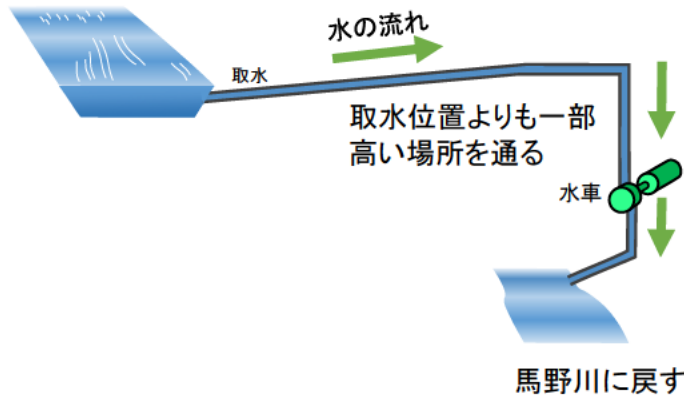 水の流れ
取水
取水位置よりも一部
高い場所を通る
水車
馬野川に戻す